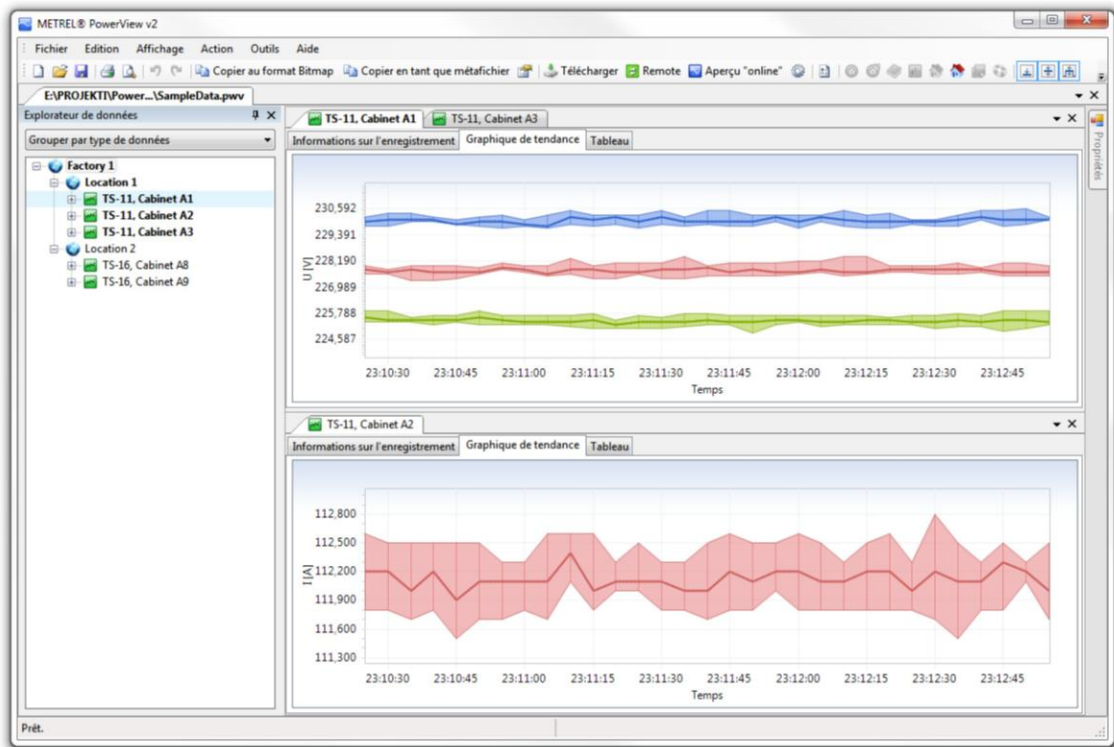 METREL® PowerView v2
Fichier Edition Affichage Action Outils Aide
Copier au format Bitmap Copier en tant que métafichier Télécharger Remote Aperçu "online"
E:\PROJEKTI\Power...\SampleData.pwv
Explorateur de données
Grouper par type de données
Factory 1
Location 1
TS-11, Cabinet A1
TS-11, Cabinet A2
TS-11, Cabinet A3
Location 2
TS-16, Cabinet A8
TS-16, Cabinet A9
TS-11, Cabinet A1 TS-11, Cabinet A3
Informations sur l'enregistrement Graphique de tendance Tableau
230,592
229,391
228,190
226,989
225,788
224,587
U [V]
23:10:30 23:10:45 23:11:00 23:11:15 23:11:30 23:11:45 23:12:00 23:12:15 23:12:30 23:12:45
Temps
TS-11, Cabinet A2
Informations sur l'enregistrement Graphique de tendance Tableau
112,800
112,500
112,200
111,900
111,600
111,300
I [A]
23:10:30 23:10:45 23:11:00 23:11:15 23:11:30 23:11:45 23:12:00 23:12:15 23:12:30 23:12:45
Temps
Propriétés
Prêt.